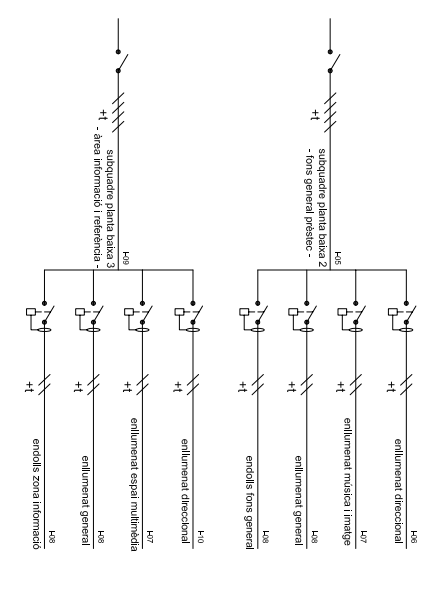 subquadre planta baixa 2
- fons general prèstec -
I-05
+t
enllumenat direccional
I-06
+t
enllumenat música i imatge
I-07
+t
enllumenat general
I-08
+t
endolls fons general
I-08
+t
subquadre planta baixa 3
- àrea informació i referència -
I-09
+t
enllumenat direccional
I-10
+t
enllumenat espai multimèdia
I-07
+t
enllumenat general
I-08
+t
endolls zona informació
I-08
+t